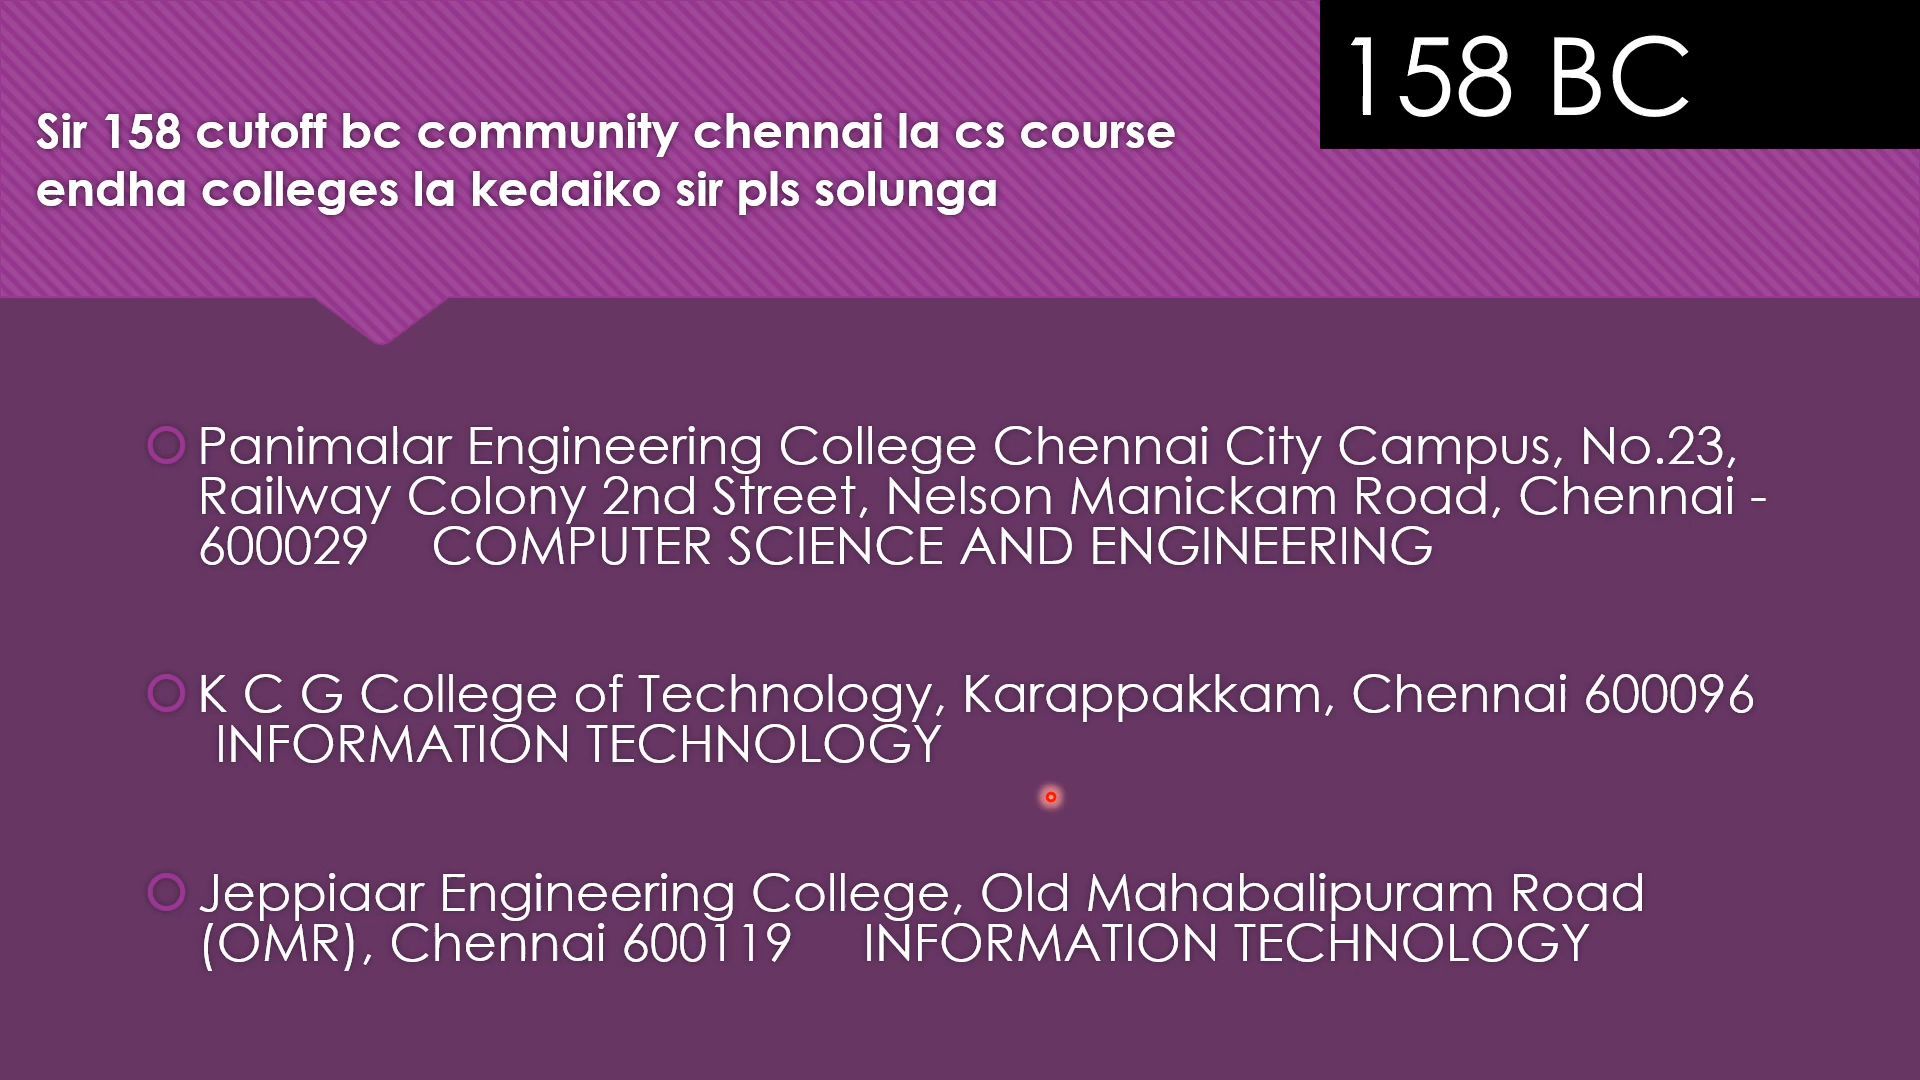 158 BC
Sir 158 cutoff bc community chennai la cs course
endha colleges la kedaiko sir pls solunga
Panimalar Engineering College Chennai City Campus, No.23,
Railway Colony 2nd Street, Nelson Manickam Road, Chennai -
600029 COMPUTER SCIENCE AND ENGINEERING
K C G College of Technology, Karappakkam, Chennai 600096
INFORMATION TECHNOLOGY
Jeppiaar Engineering College, Old Mahabalipuram Road
(OMR), Chennai 600119 INFORMATION TECHNOLOGY